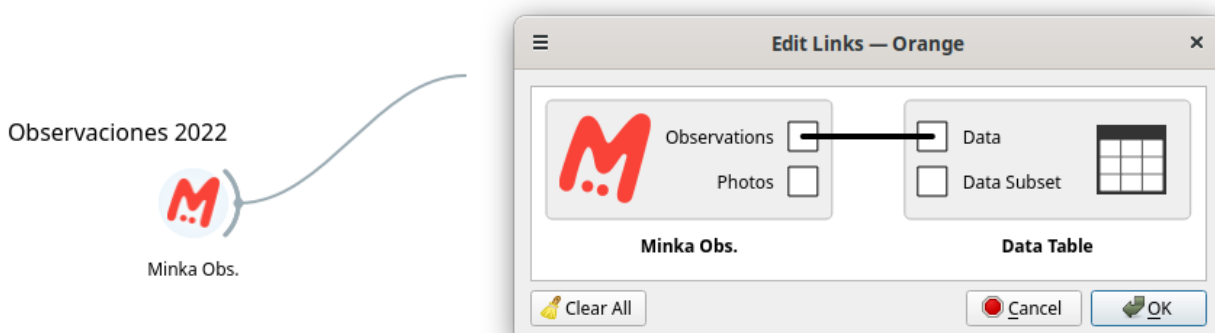 Observaciones 2022
Minka Obs.
Edit Links — Orange
Observations
Photos
Data
Data Subset
Minka Obs.
Data Table
Clear All
Cancel
OK